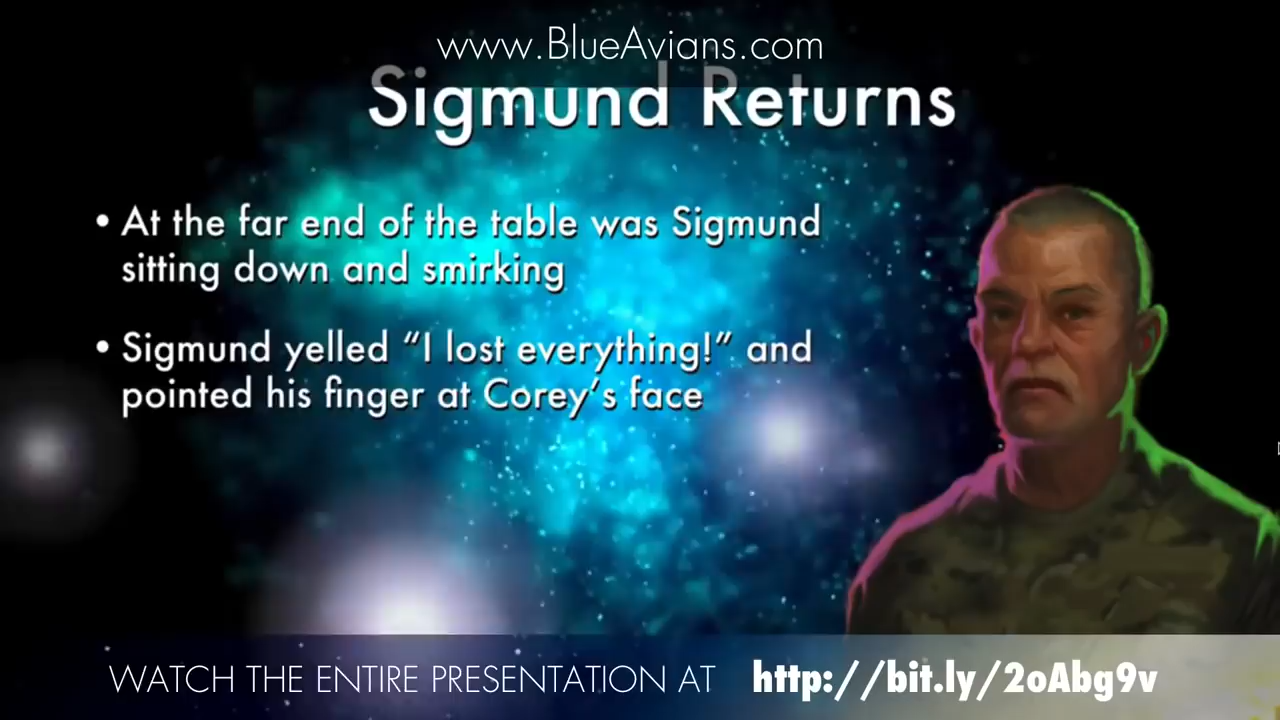 www.BlueAvians.com
Sigmund Returns
• At the far end of the table was Sigmund
sitting down and smirking
• Sigmund yelled “I lost everything!” and
pointed his finger at Corey’s face
WATCH THE ENTIRE PRESENTATION AT http://bit.ly/2oAbg9v